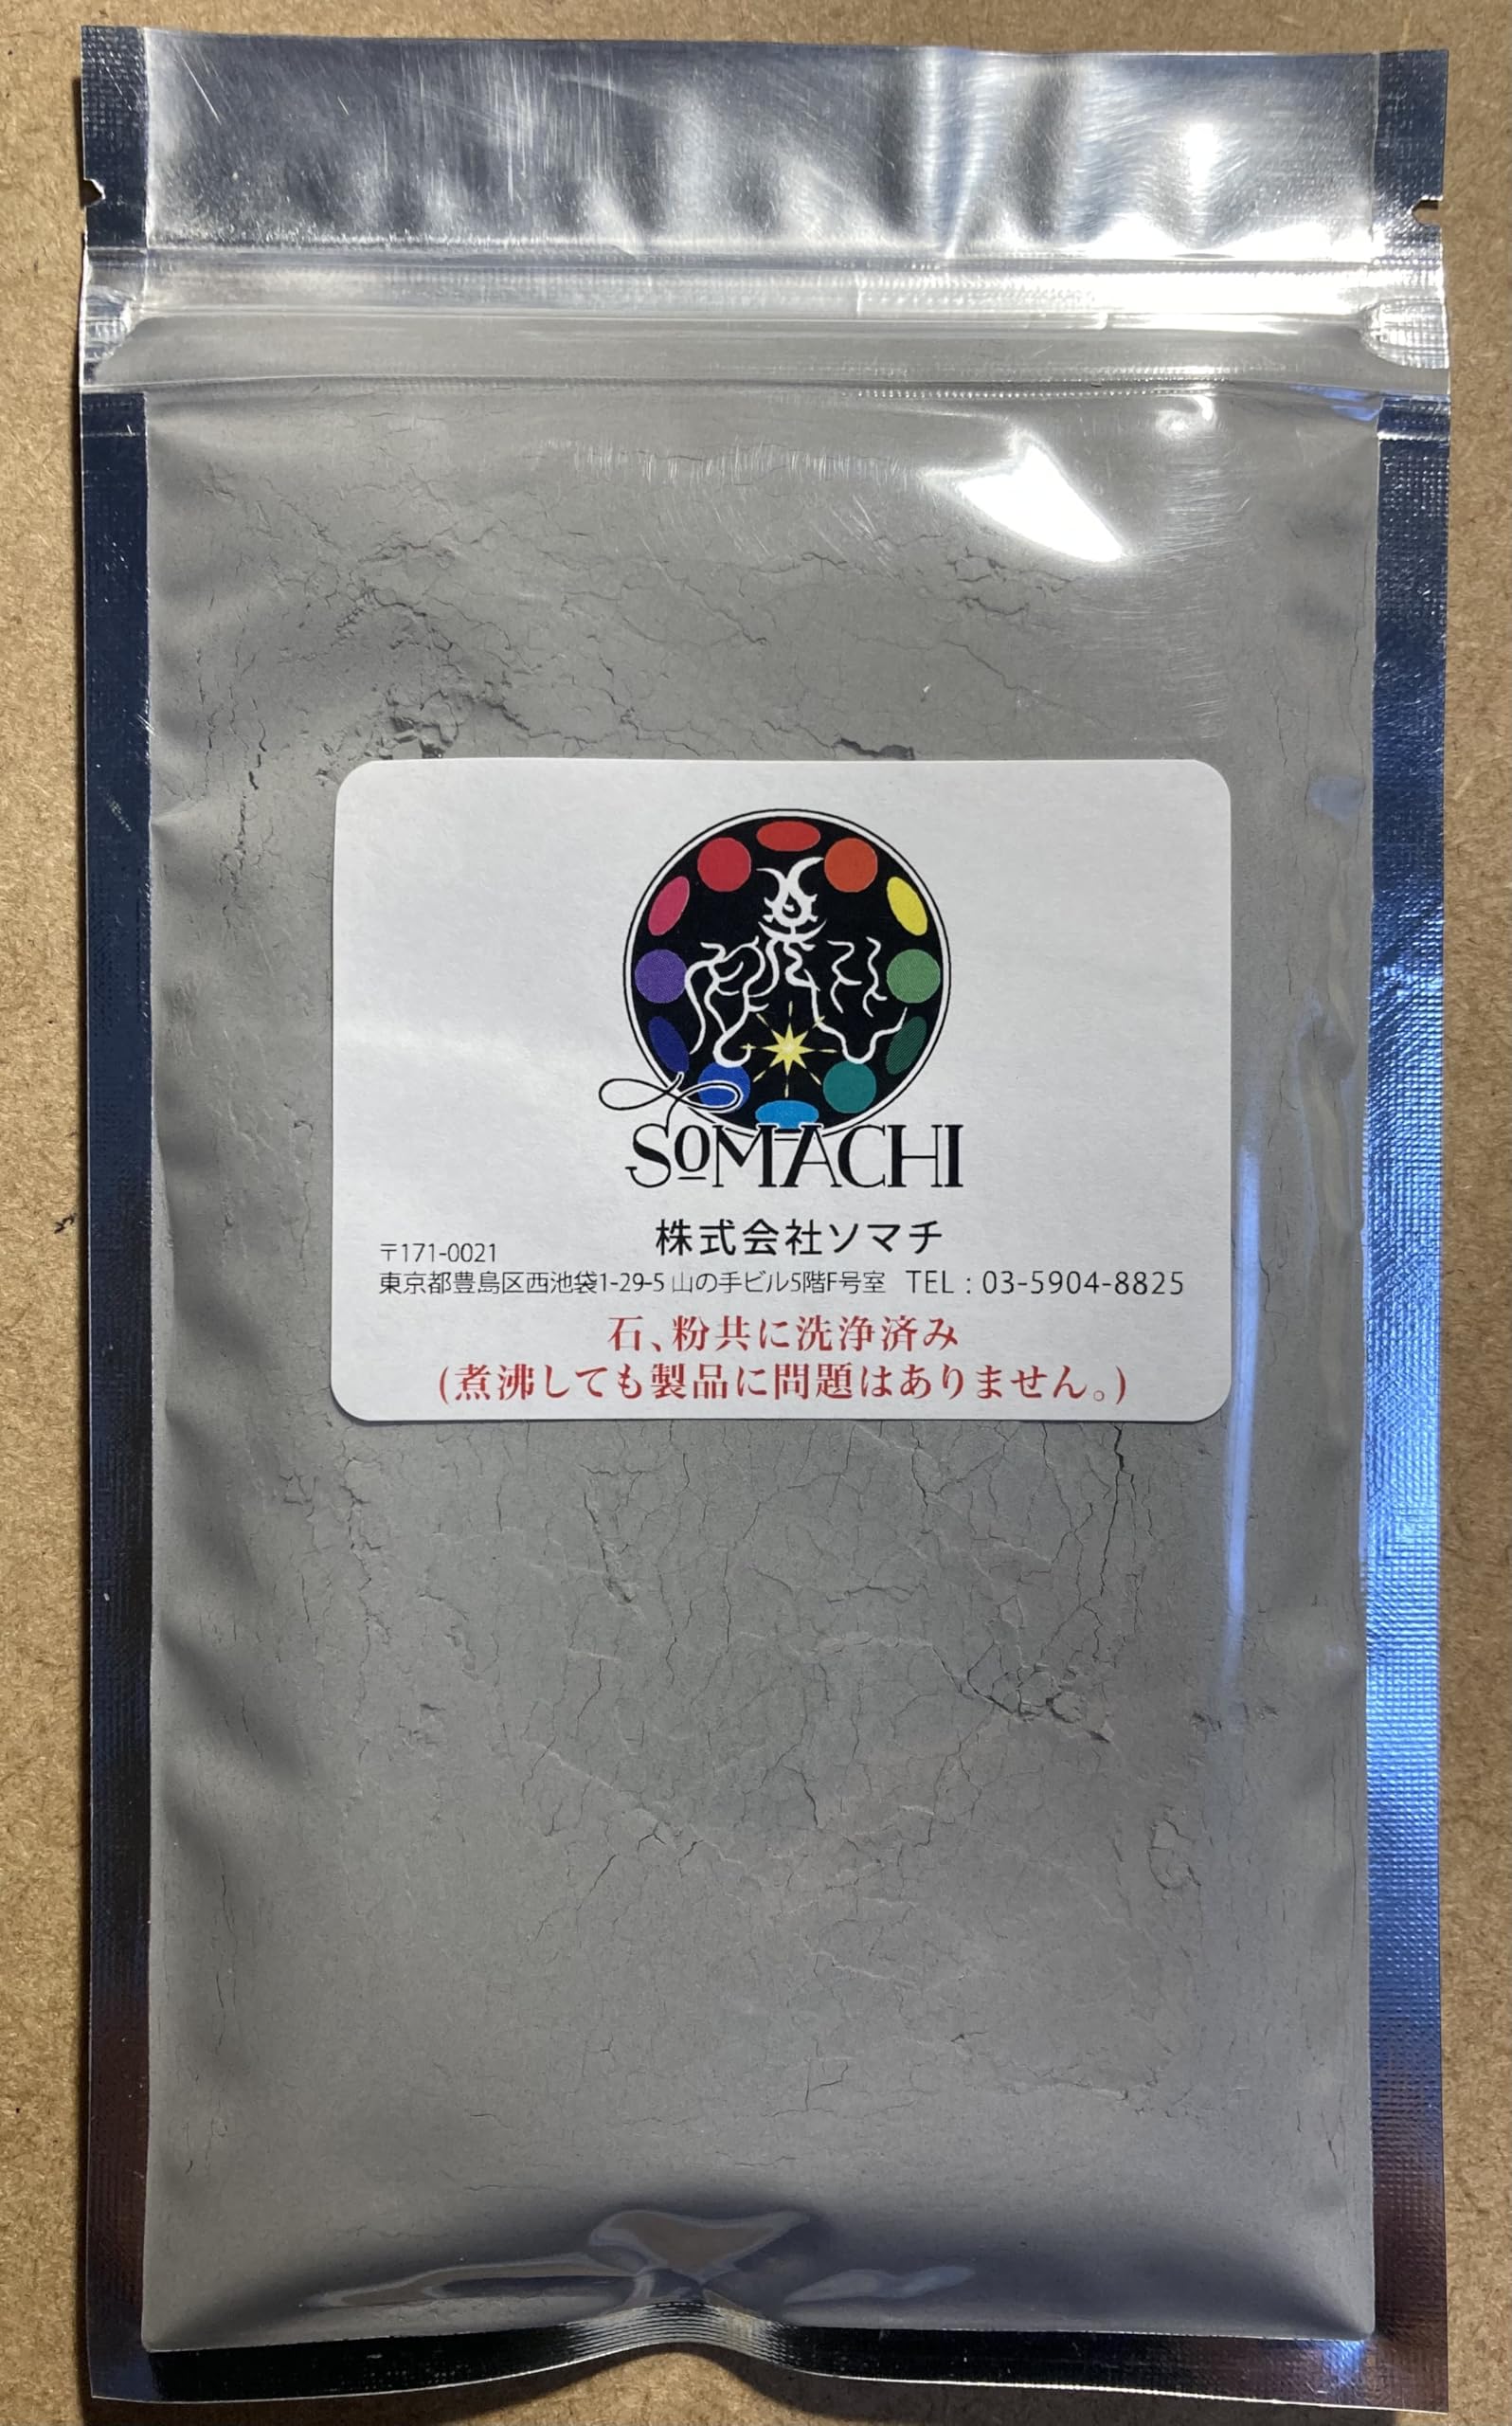 SoMACHI
株式会社ソマチ
〒171-0021
東京都豊島区西池袋1-29-5 山の手ビル5階F号室 TEL : 03-5904-8825
石、粉共に洗浄済み
(煮沸しても製品に問題はありません。)